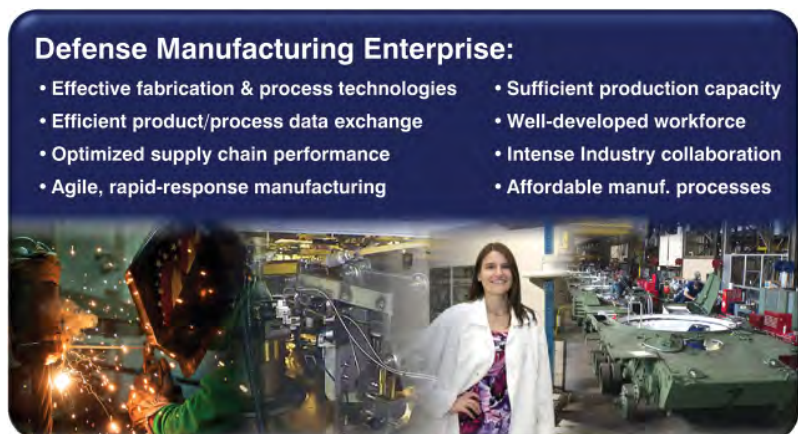 Defense Manufacturing Enterprise:
• Effective fabrication & process technologies
• Efficient product/process data exchange
• Optimized supply chain performance
• Agile, rapid-response manufacturing
• Sufficient production capacity
• Well-developed workforce
• Intense Industry collaboration
• Affordable manuf. processes